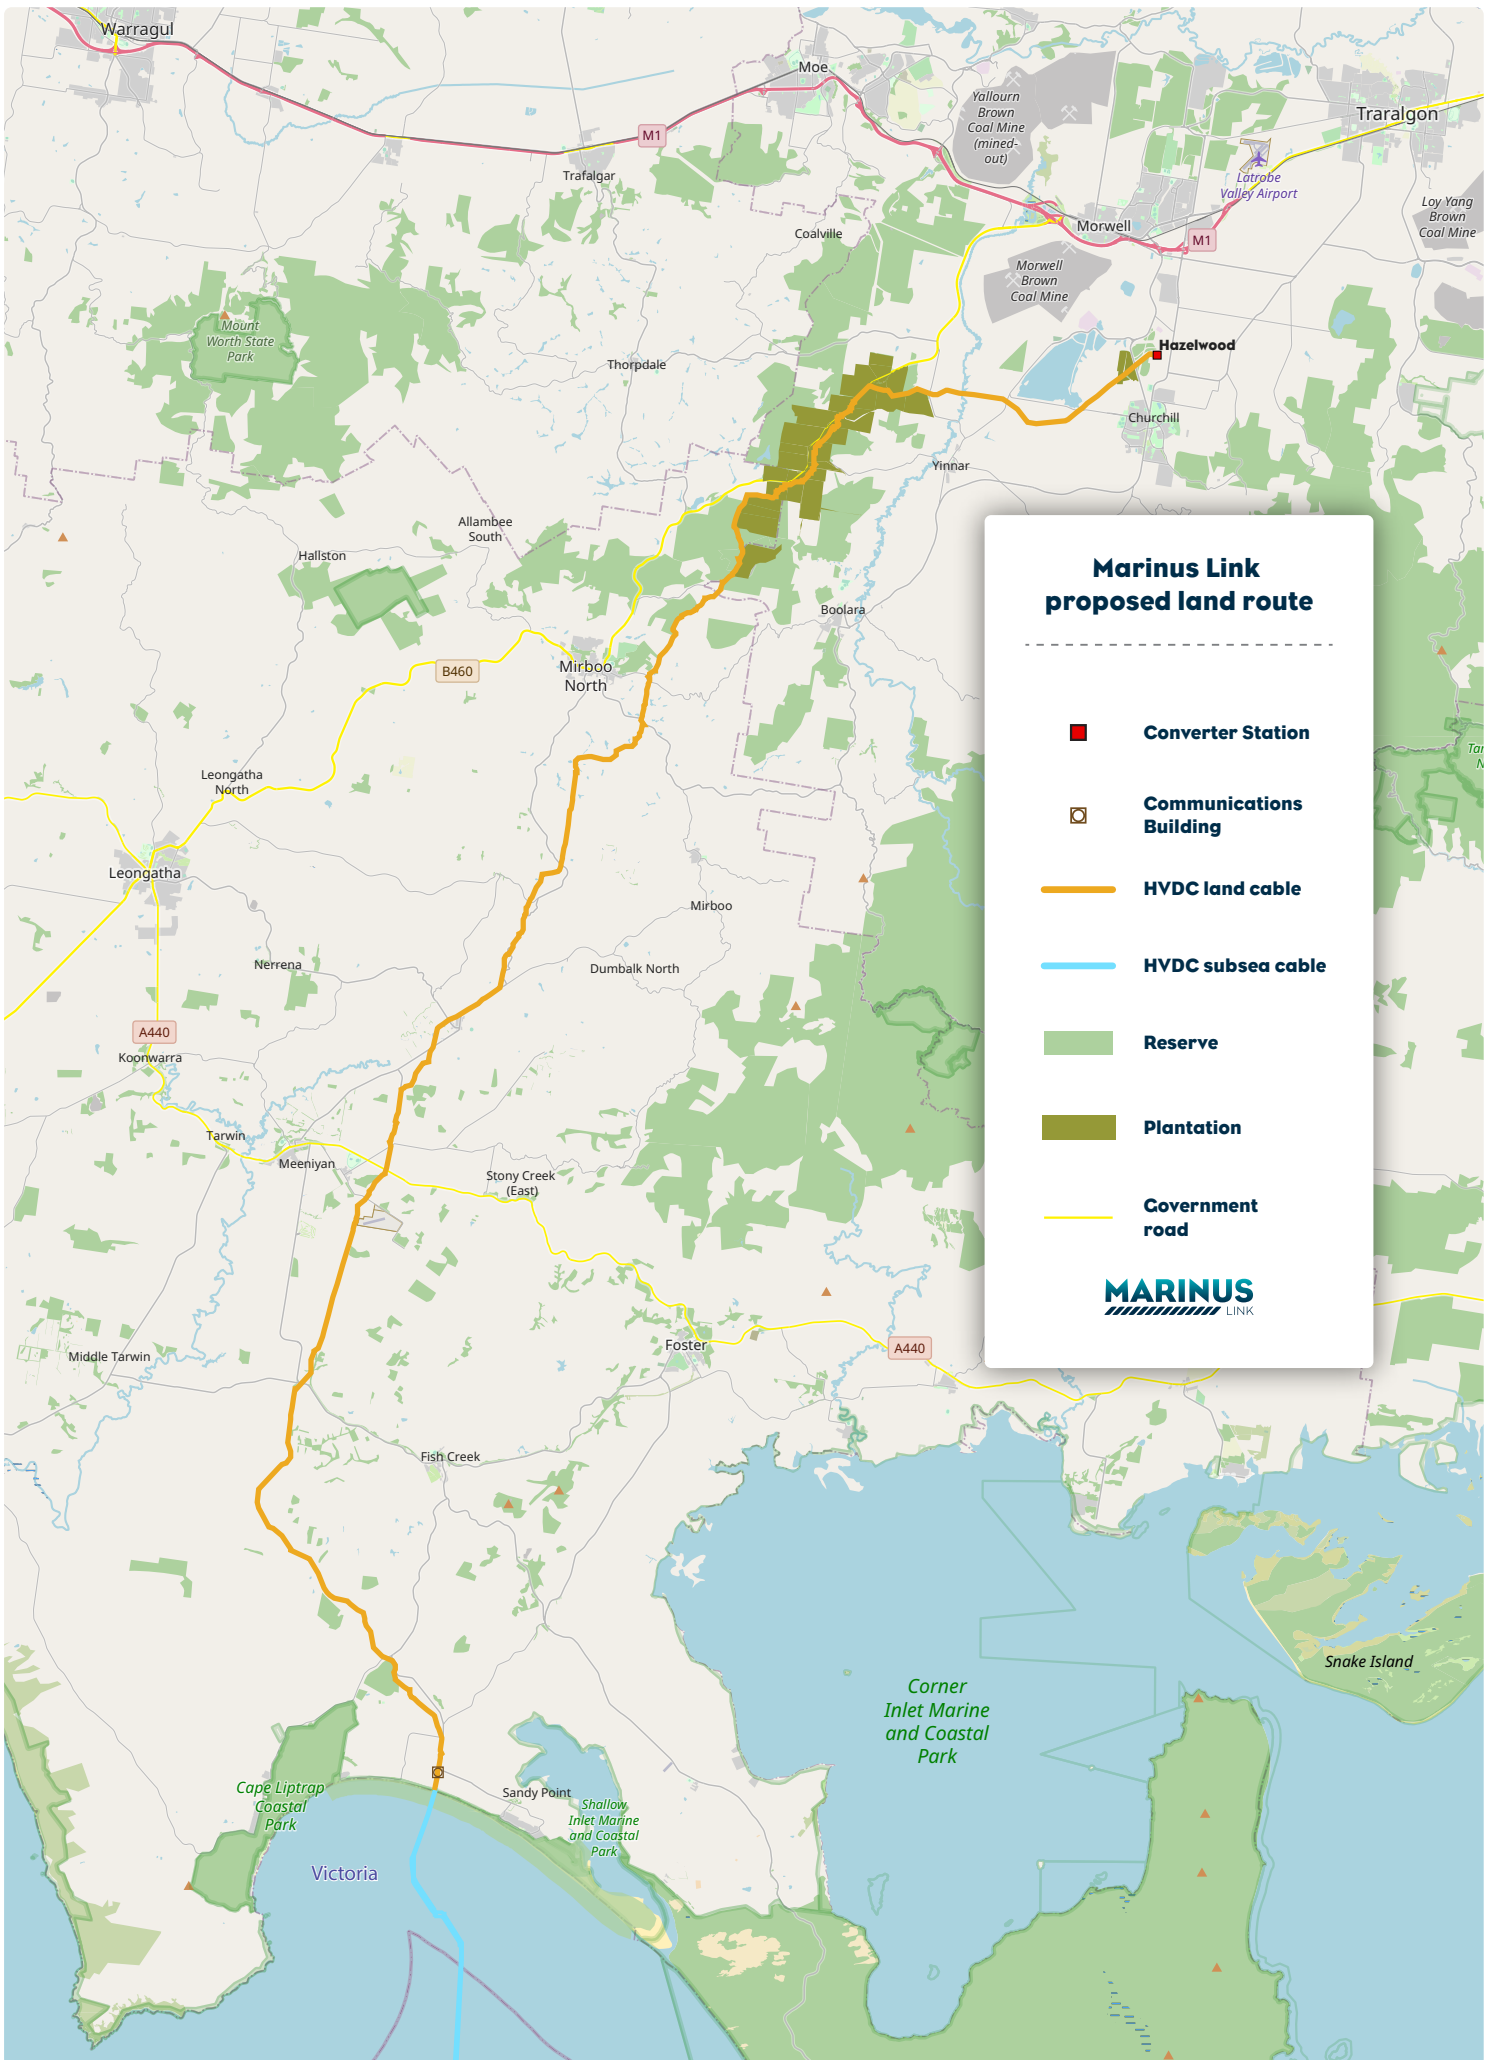 Warragul
Moe
Yallourn
Brown
Coal Mine
(mined-
out)
Traralgon
M1
Trafalgar
Latrobe
Valley Airport
Loy Yang
Brown
Coal Mine
Coalville
Morwell
M1
Morwell
Brown
Coal Mine
Mount
Worth State
Park
Hazelwood
Thorpdale
Churchill
Yinnar
Allambee
South
Hallston
Boolara
Mirboo
North
B460
Leongatha
North
Leongatha
Mirboo
Nerrena
Dumbalk North
A440
Koonwarra
Tarwin
Meeniyan
Stony Creek
(East)
Foster
A440
Middle Tarwin
Fish Creek
Snake Island
Corner
Inlet Marine
and Coastal
Park
Cape Liptrap
Coastal
Park
Sandy Point
Shallow
Inlet Marine
and Coastal
Park
Victoria
Marinus Link
proposed land route
Converter Station
Communications
Building
HVDC land cable
HVDC subsea cable
Reserve
Plantation
Government
road
MARINUS
LINK